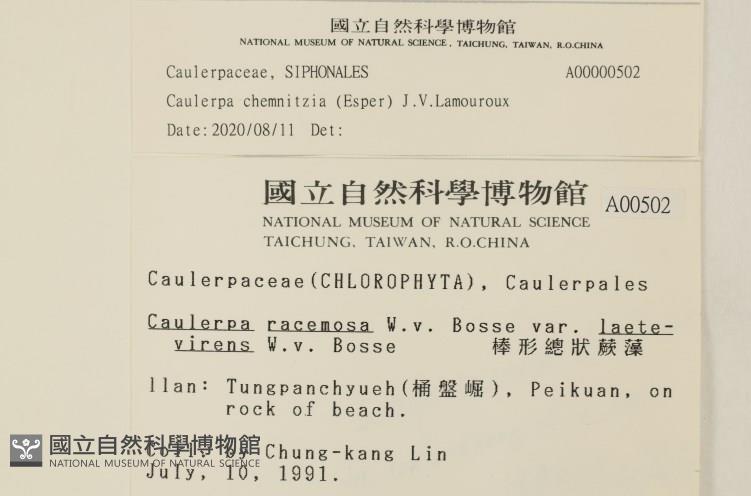 國立自然科學博物館
NATIONAL MUSEUM OF NATURAL SCIENCE, TAICHUNG, TAIWAN, R.O.CHINA
Caulerpaceae, SIPHONALES A00000502
Caulerpa chemnitzia (Esper) J.V.Lamouroux
Date:2020/08/11 Det:
國立自然科學博物館 A00502
NATIONAL MUSEUM OF NATURAL SCIENCE
TAICHUNG, TAIWAN, R.O.CHINA
Caulerpaceae(CHLOROPHYTA), Caulerpales
Caulerpa racemosa W.v. Bosse var. laete-
virens W.v. Bosse 棒形總狀蕨藻
Ilan: Tungpanchyueh(桶盤崛), Peikuan, on
rock of beach.
Coll. by Chung-kang Lin
July, 10, 1991.
國立自然科學博物館
NATIONAL MUSEUM OF NATURAL SCIENCE